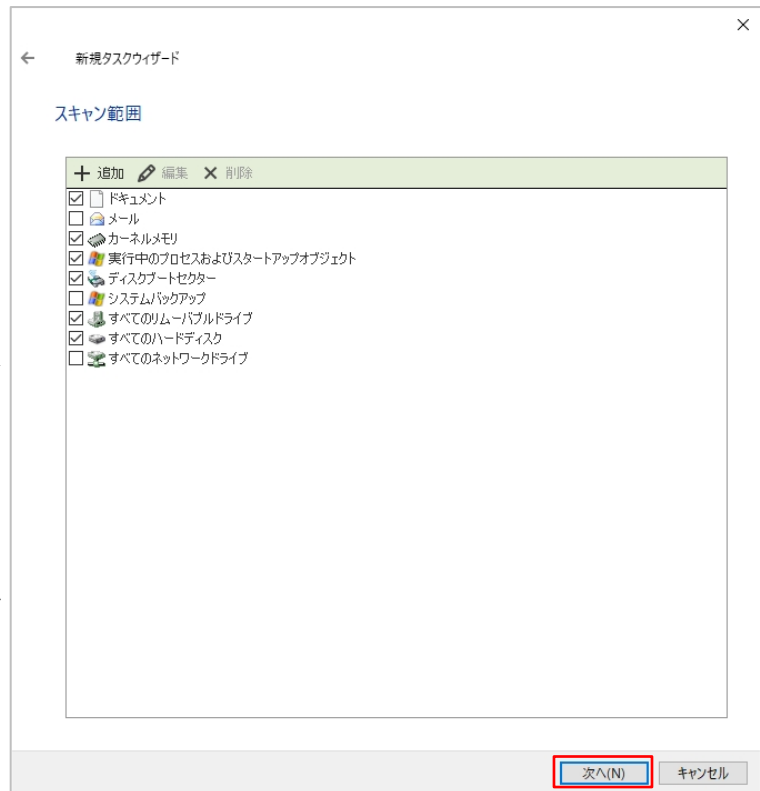 新規タスクウィザード
スキャン範囲
追加 編集 削除
ドキュメント
メール
カーネルメモリ
実行中のプロセスおよびスタートアップオブジェクト
ディスクブートセクター
システムバックアップ
すべてのリムーバブルドライブ
すべてのハードディスク
すべてのネットワークドライブ
次へ(N) キャンセル